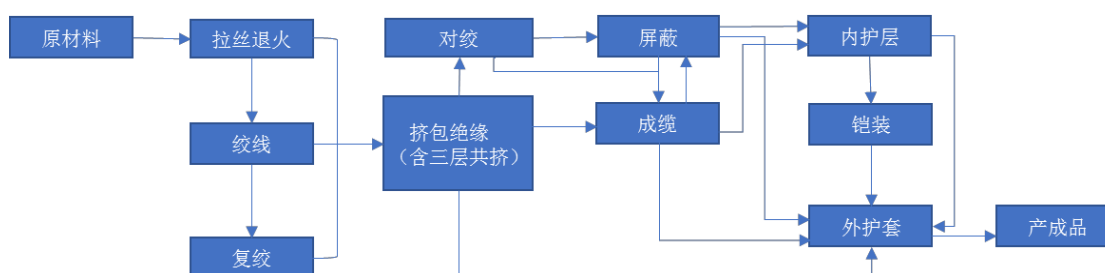 原材料
拉丝退火
对绞
屏蔽
内护层
绞线
挤包绝缘
（含三层共挤）
成缆
铠装
复绞
外护套
产成品